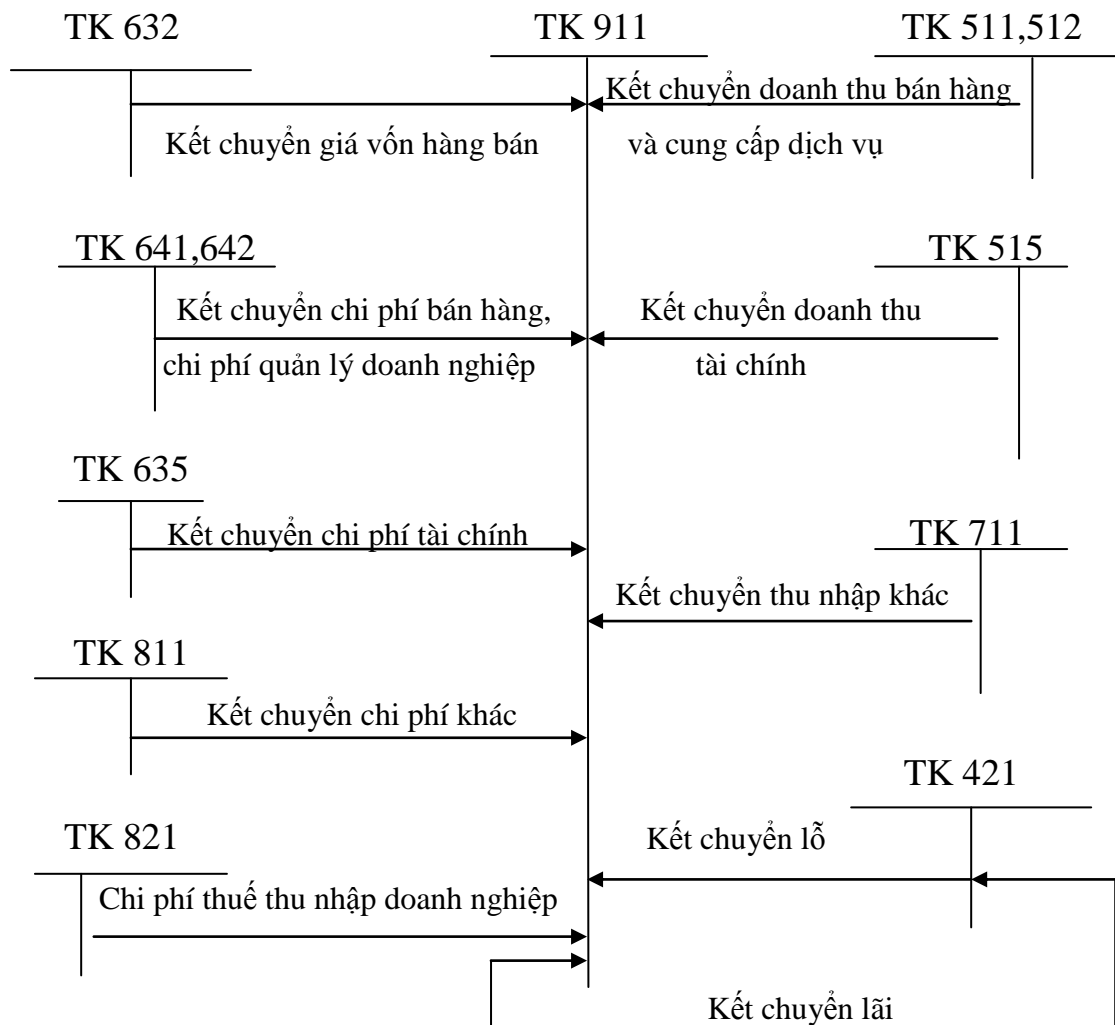 TK 632
TK 911
TK 511,512
Kết chuyển doanh thu bán hàng
Kết chuyển giá vốn hàng bán
và cung cấp dịch vụ
TK 641,642
TK 515
Kết chuyển chi phí bán hàng,
Kết chuyển doanh thu
chi phí quản lý doanh nghiệp
tài chính
TK 635
Kết chuyển chi phí tài chính
TK 711
Kết chuyển thu nhập khác
TK 811
Kết chuyển chi phí khác
TK 421
TK 821
Kết chuyển lỗ
Chi phí thuế thu nhập doanh nghiệp
Kết chuyển lãi